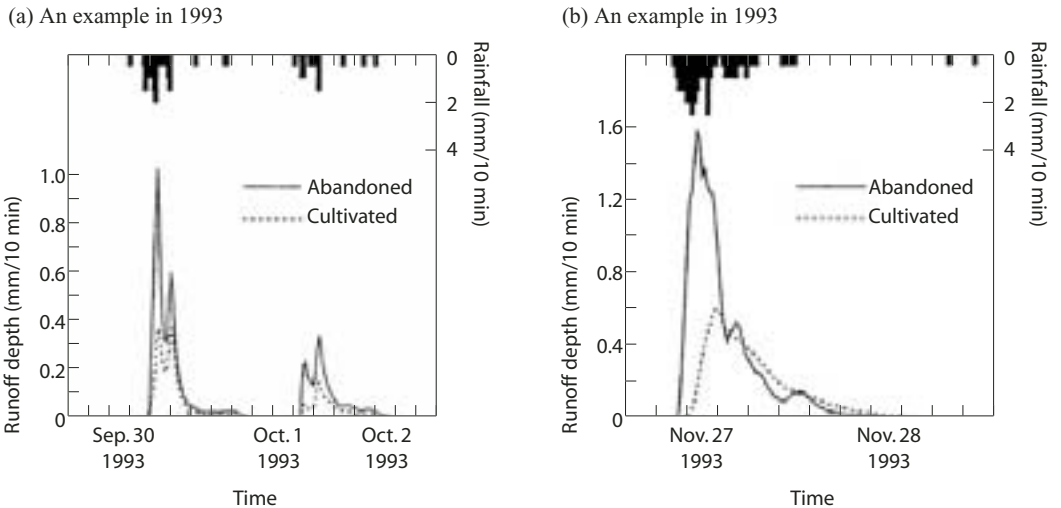 (a) An example in 1993
0
2
4
Rainfall (mm/10 min)
1.0
0.8
0.6
0.4
0.2
0
Runoff depth (mm/10 min)
Abandoned
Cultivated
Sep. 30
1993
Oct. 1
1993
Oct. 2
1993
Time
(b) An example in 1993
0
2
4
Rainfall (mm/10 min)
1.6
1.2
0.8
0.4
0
Runoff depth (mm/10 min)
Abandoned
Cultivated
Nov. 27
1993
Nov. 28
1993
Time